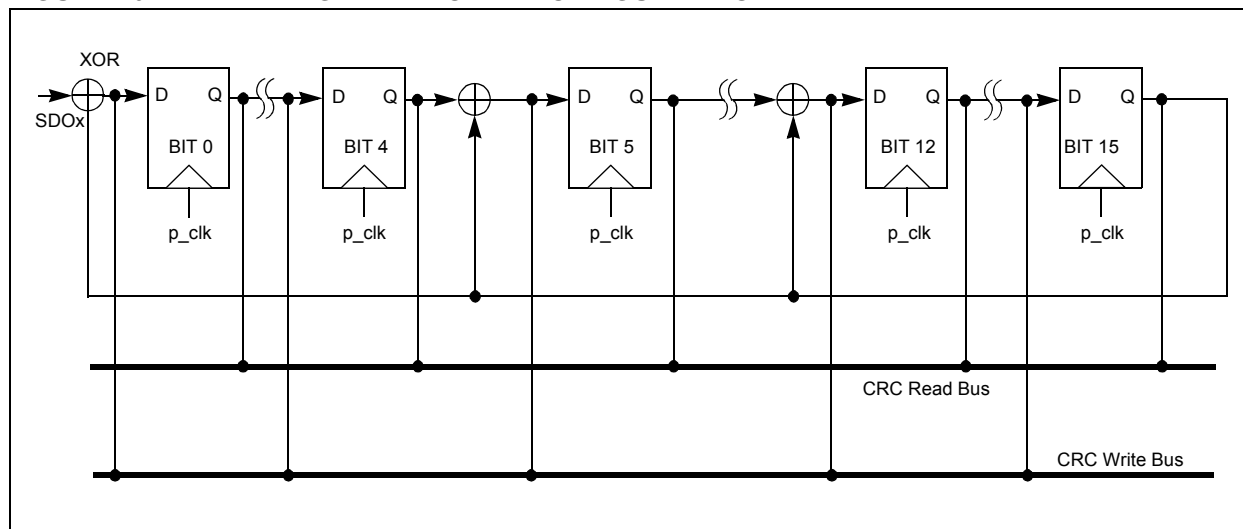 XOR
D Q D Q D Q D Q D Q
SDOx
BIT 0 BIT 4 BIT 5 BIT 12 BIT 15
p_clk p_clk p_clk p_clk p_clk
CRC Read Bus
CRC Write Bus